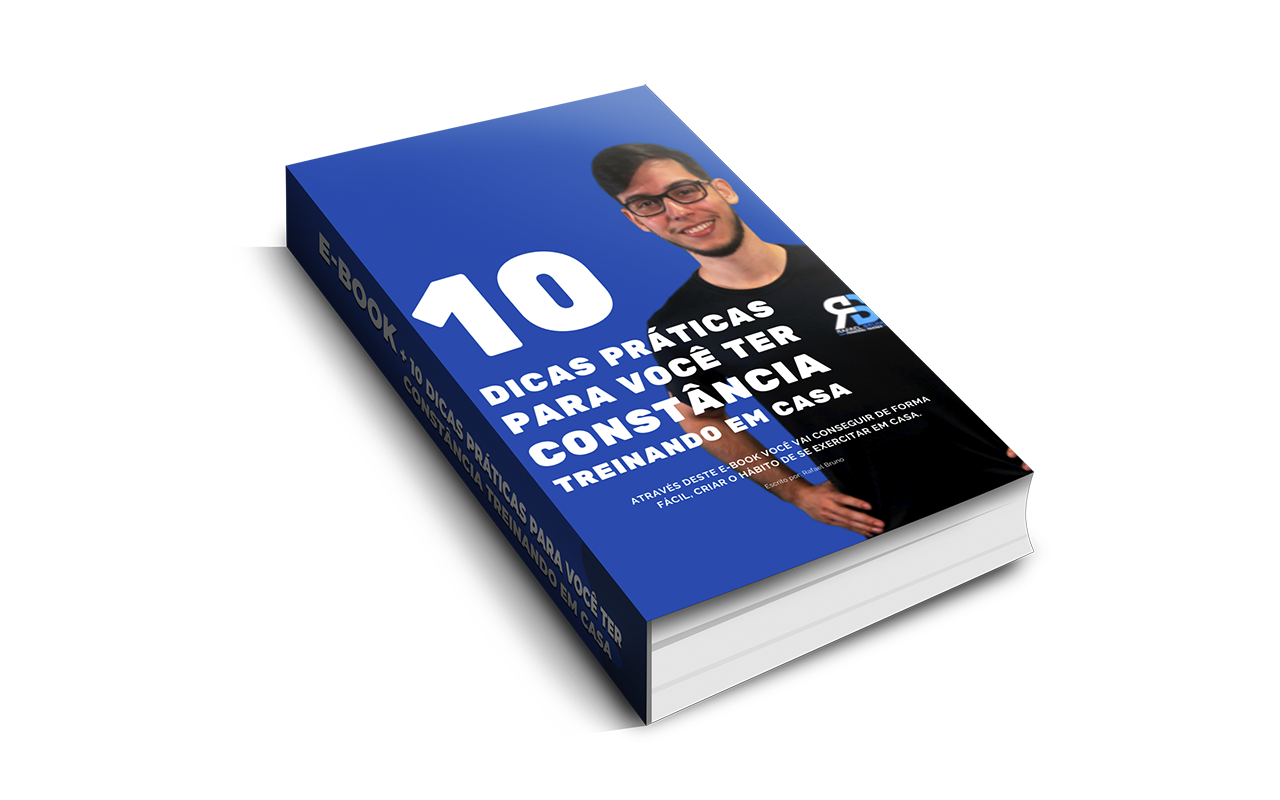 10
DICAS PRÁTICAS
PARA VOCÊ TER
CONSTÂNCIA
TREINANDO EM CASA
ATRAVÉS DESTE E-BOOK VOCÊ VAI CONSEGUIR DE FORMA
FÁCIL, CRIAR O HÁBITO DE SE EXERCITAR EM CASA.
Escrito por: Rafael Bruno
RB
RAFAEL
E-BOOK + 10 DICAS PRÁTICAS PARA VOCÊ TER
CONSTÂNCIA TREINANDO EM CASA